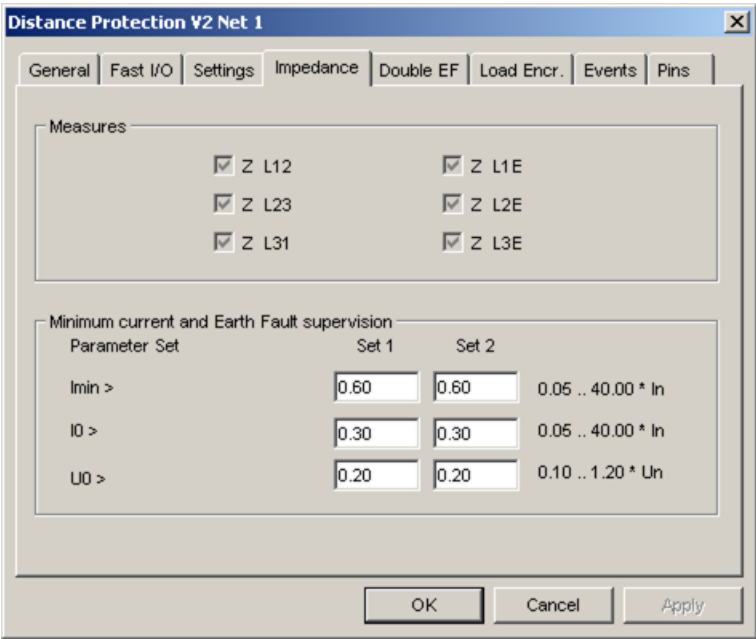 Distance Protection V2 Net 1
General Fast I/O Settings Impedance Double EF Load Encr. Events Pins
Measures
Z L12 Z L1E
Z L23 Z L2E
Z L31 Z L3E
Minimum current and Earth Fault supervision
Parameter Set Set 1 Set 2
Imin > 0.60 0.60 0.05 .. 40.00 * In
I0 > 0.30 0.30 0.05 .. 40.00 * In
U0 > 0.20 0.20 0.10 .. 1.20 * Un
OK Cancel Apply